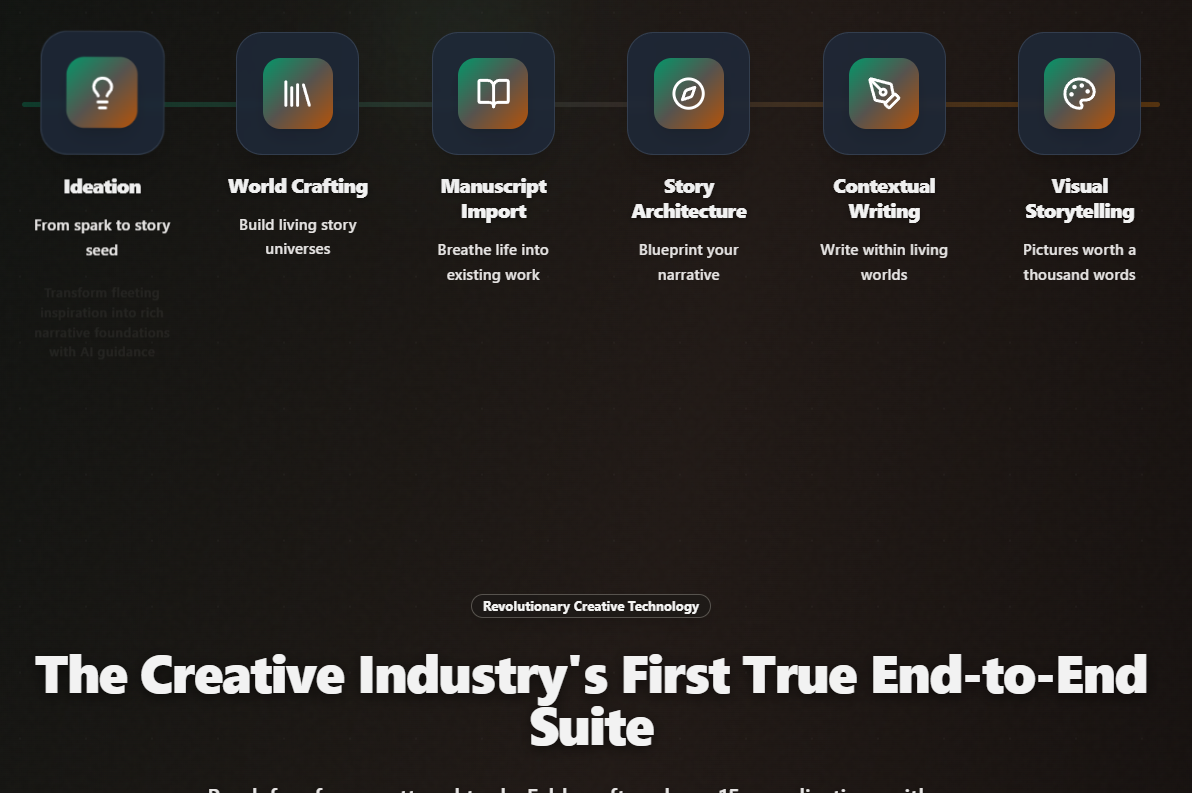 Ideation
From spark to story
seed
Transform fleeting
inspiration into rich
narrative foundations
with AI guidance
World Crafting
Build living story
universes
Manuscript
Import
Breathe life into
existing work
Story
Architecture
Blueprint your
narrative
Contextual
Writing
Write within living
worlds
Visual
Storytelling
Pictures worth a
thousand words
Revolutionary Creative Technology
The Creative Industry's First True End-to-End
Suite